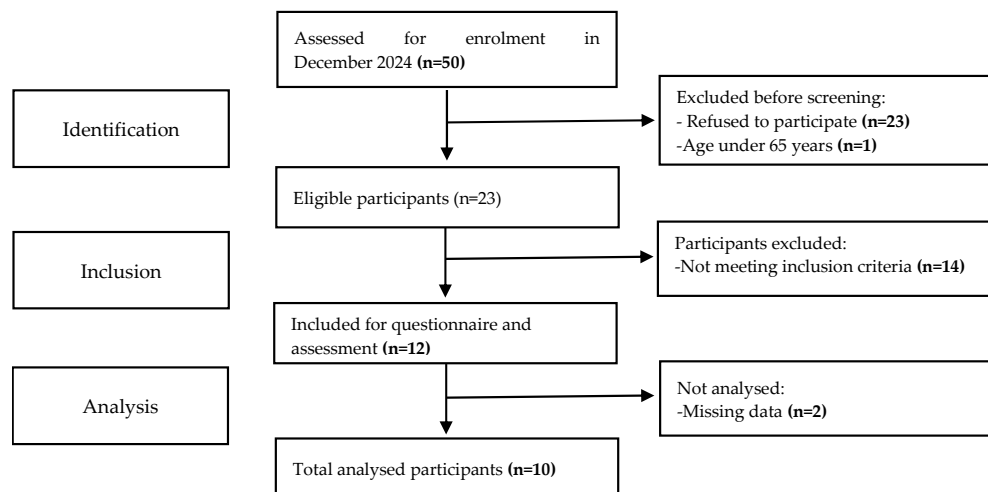 Assessed for enrolment in
December 2024 (n=50)
Identification
Excluded before screening:
- Refused to participate (n=23)
-Age under 65 years (n=1)
Eligible participants (n=23)
Inclusion
Participants excluded:
-Not meeting inclusion criteria (n=14)
Included for questionnaire and
assessment (n=12)
Analysis
Not analysed:
-Missing data (n=2)
Total analysed participants (n=10)